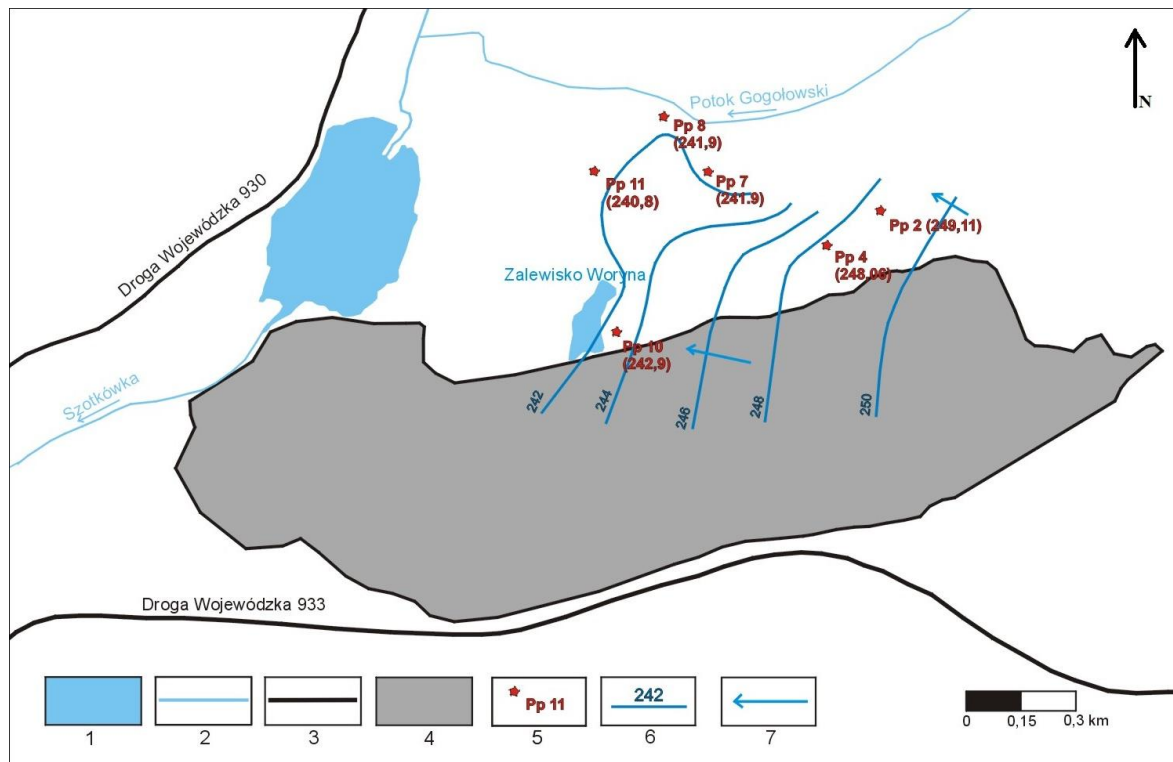 N
Potok Gogołowski
Pp 8
(241,9)
Droga Wojewódzka 930
Pp 11
(240,8)
Pp 7
(241.9)
Pp 2 (249,11)
Pp 4
(248,06)
Zalewisko Woryna
Pp 10
(242,9)
Szotkówka
242
244
246
248
250
Droga Wojewódzka 933
242
Pp 11
1
2
3
4
5
6
7
0
0,15
0,3 km